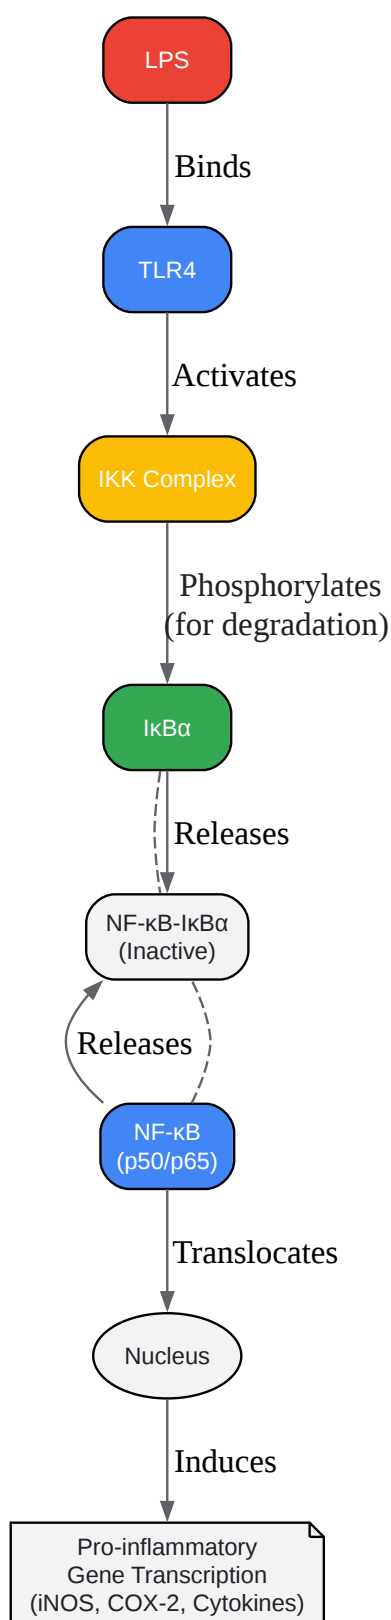 LPS
Binds
TLR4
Activates
IKK Complex
Phosphorylates
(for degradation)
IκBα
Releases
NF-κB-IκBα
(Inactive)
Releases
NF-κB
(p50/p65)
Translocates
Nucleus
Induces
Pro-inflammatory
Gene Transcription
(iNOS, COX-2, Cytokines)